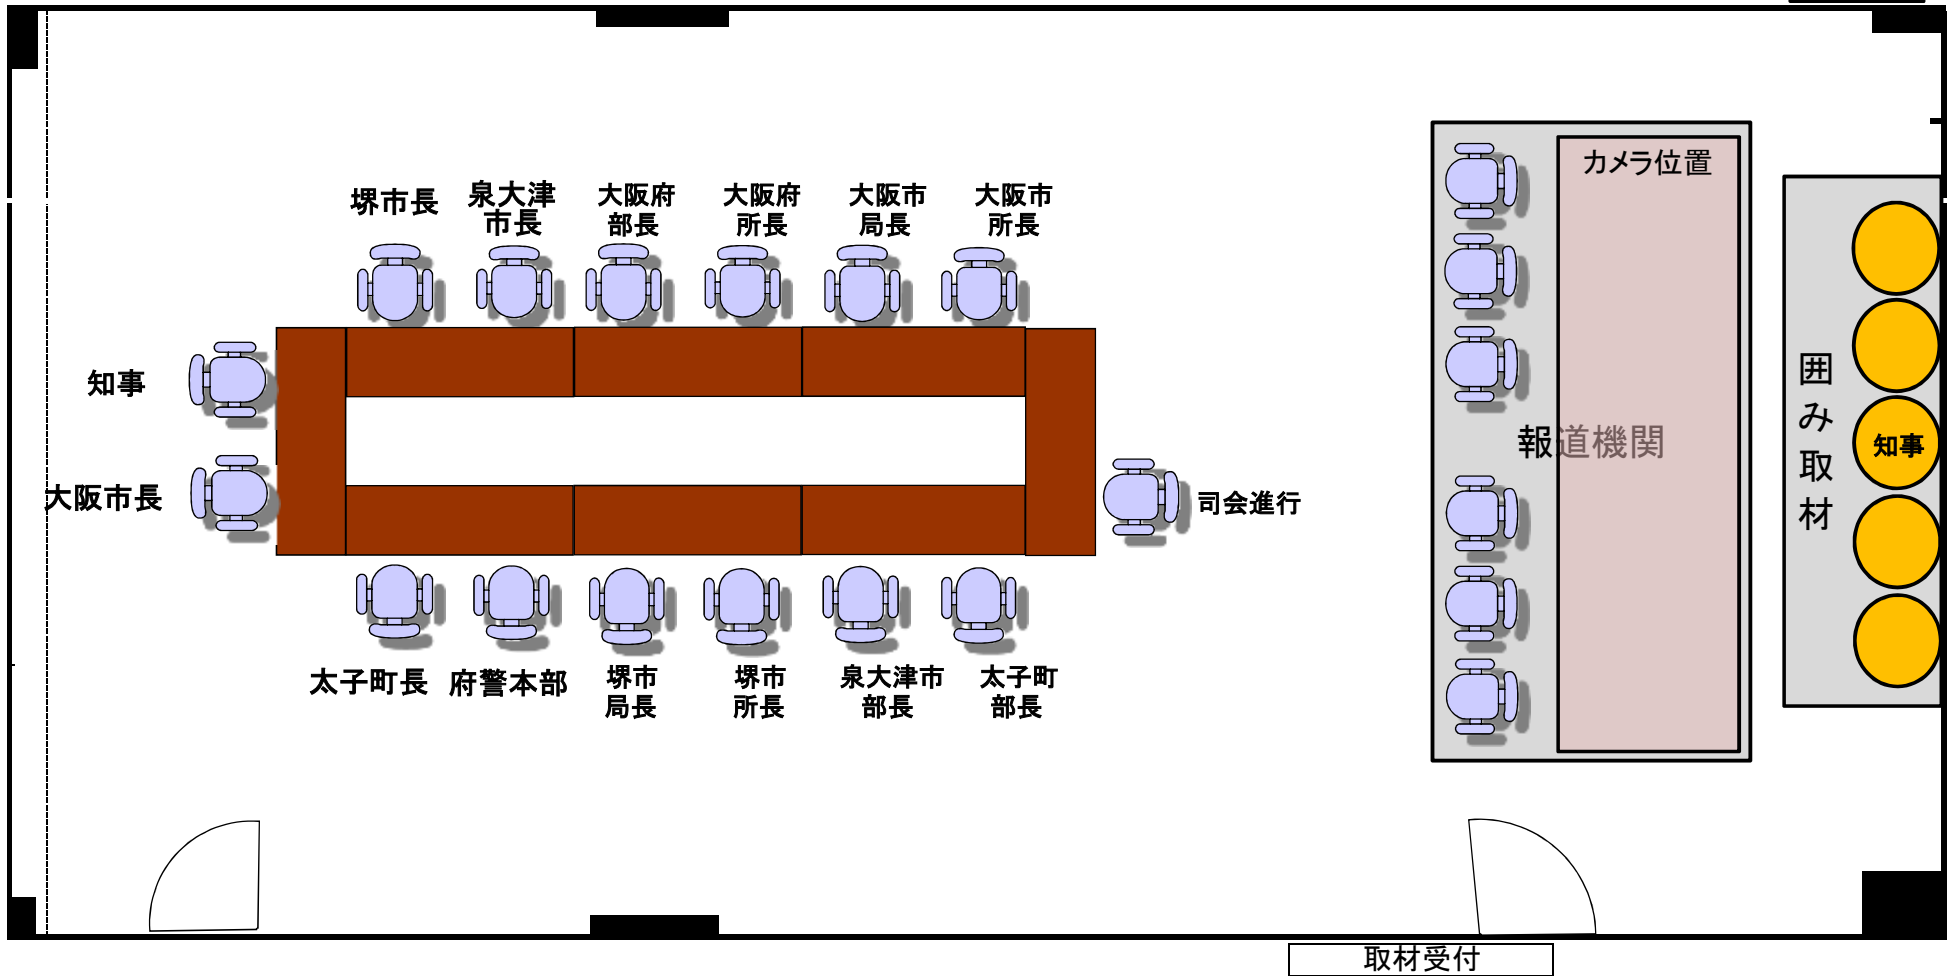 堺市長
泉大津
市長
大阪府
部長
大阪府
所長
大阪市
局長
大阪市
所長
カメラ位置
知事
大阪市長
司会進行
報道機関
囲み取材
知事
太子町長
府警本部
堺市
局長
堺市
所長
泉大津市
部長
太子町
部長
取材受付